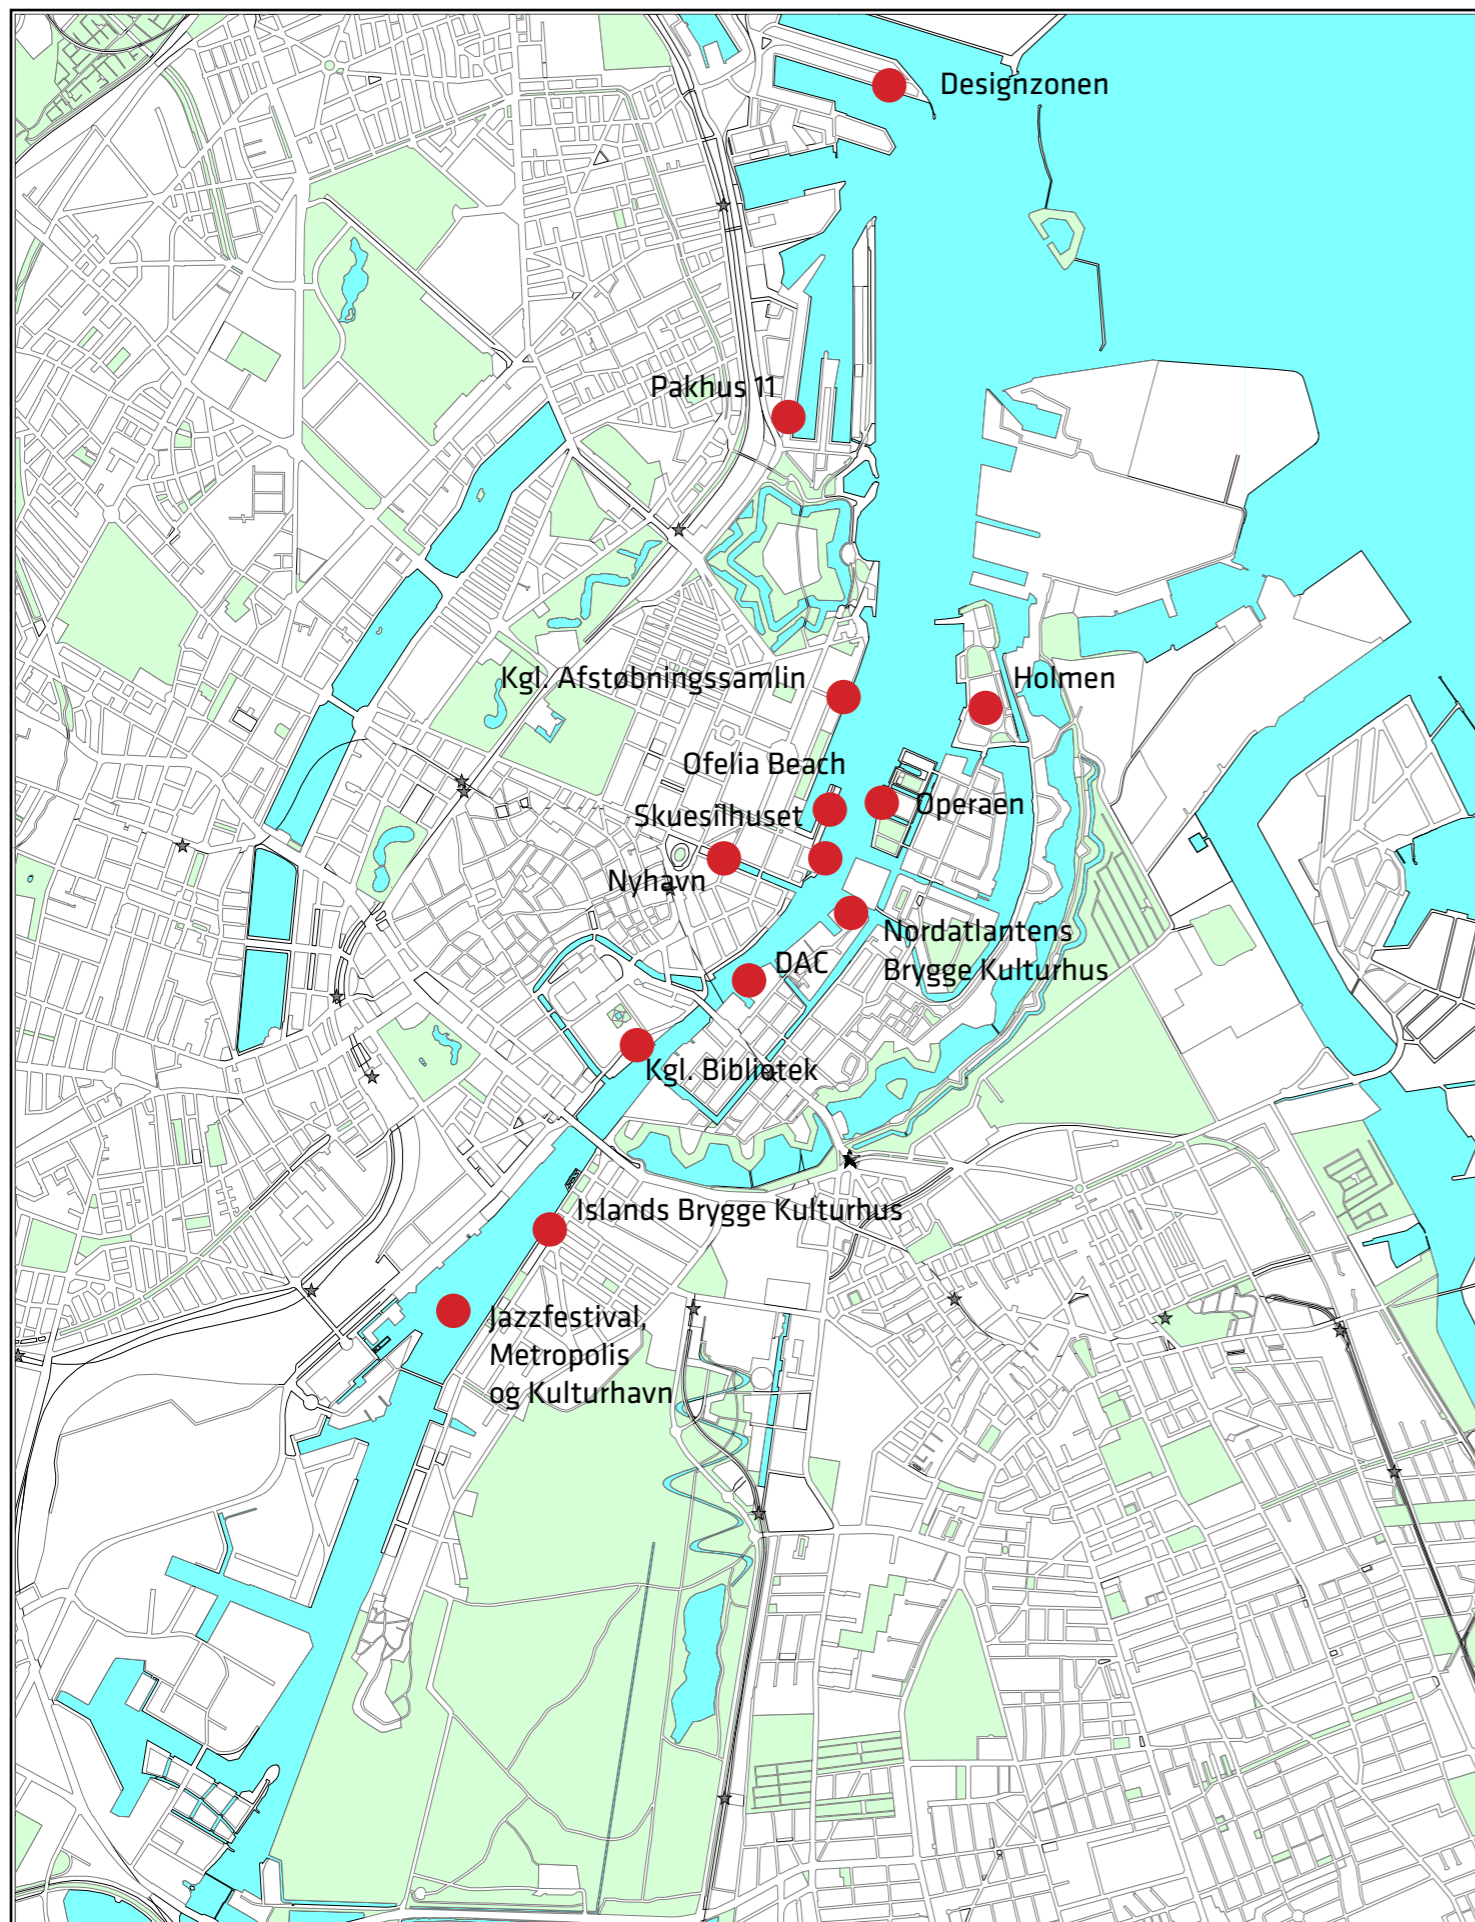 Designzonen
Pakhus 11
Kgl. Afstøbningssamlin
Holmen
Ofelia Beach
Operaen
Skuesilhuset
Nyhavn
Nordatlantens
Brygge Kulturhus
DAC
Kgl. Bibliotek
Islands Brygge Kulturhus
Jazzfestival,
Metropolis
og Kulturhavn